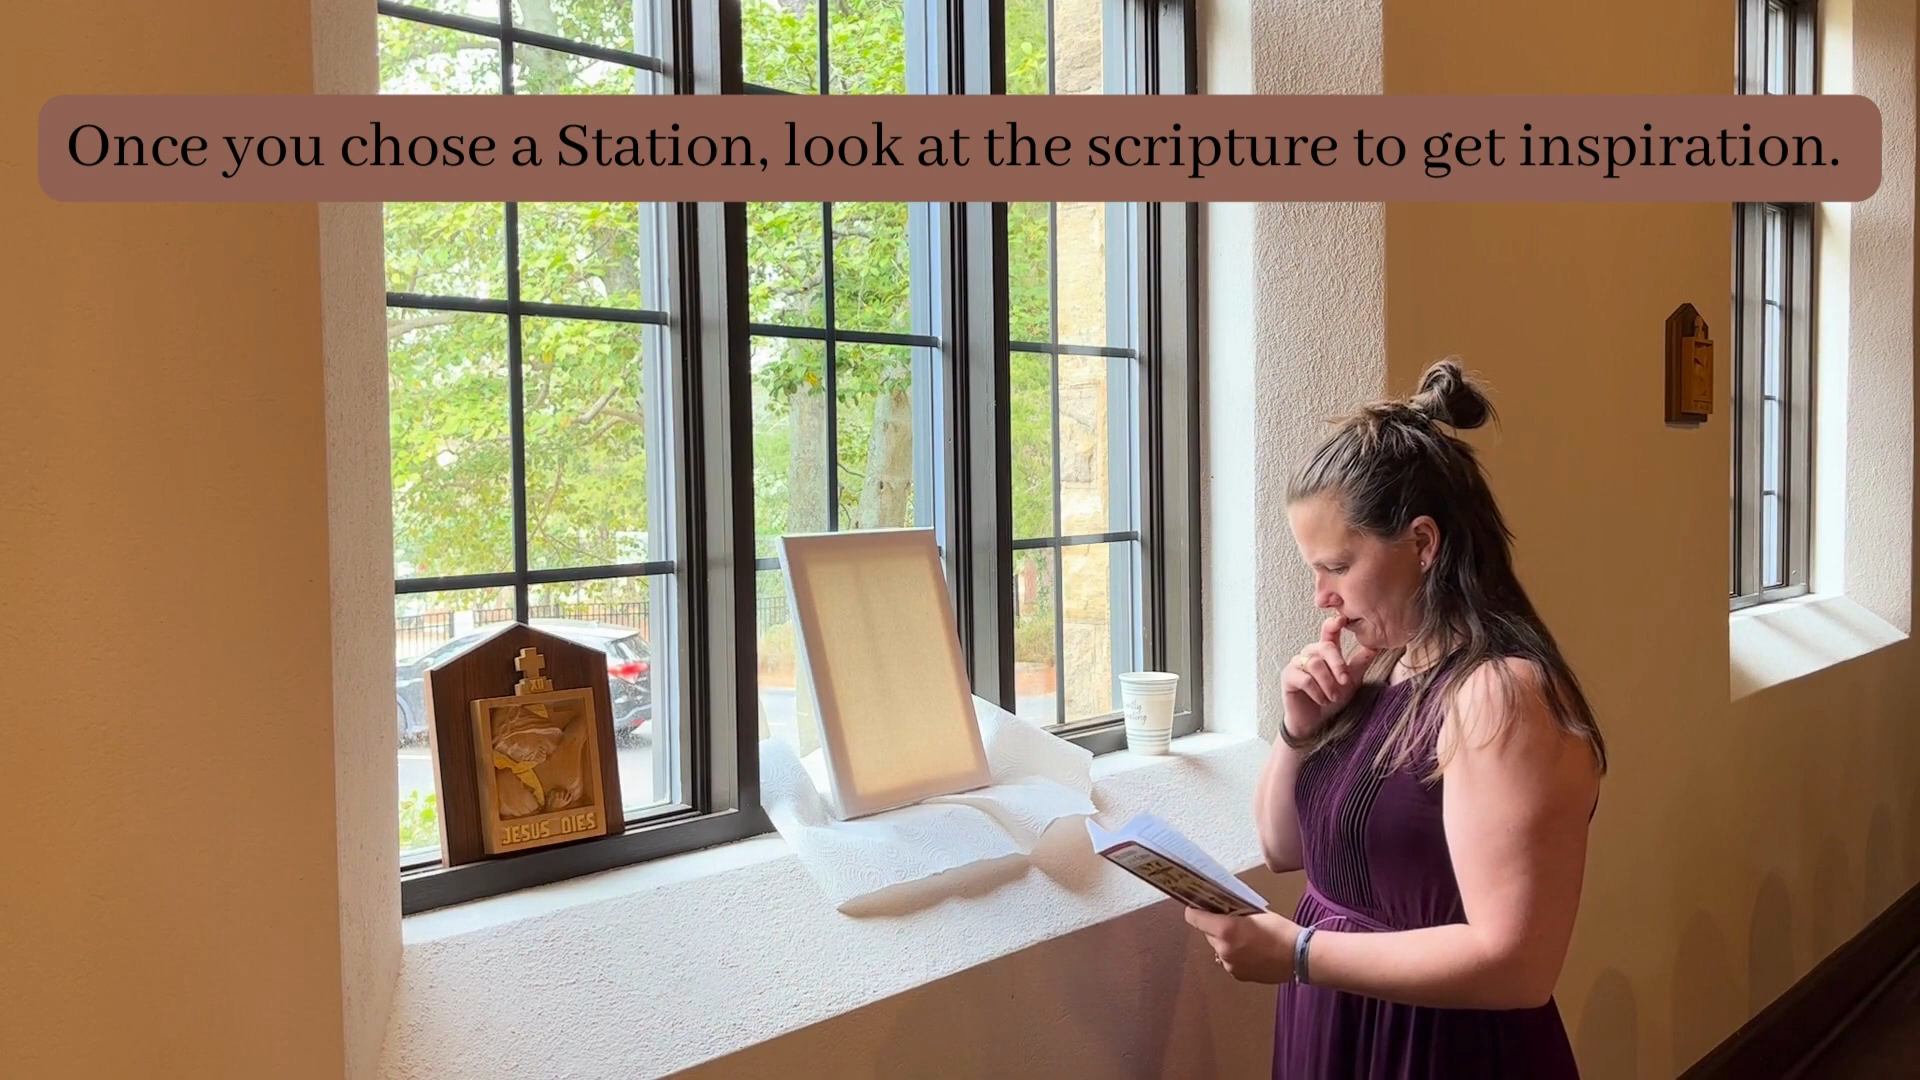 Once you chose a Station, look at the scripture to get inspiration.
XII
JESUS DIES